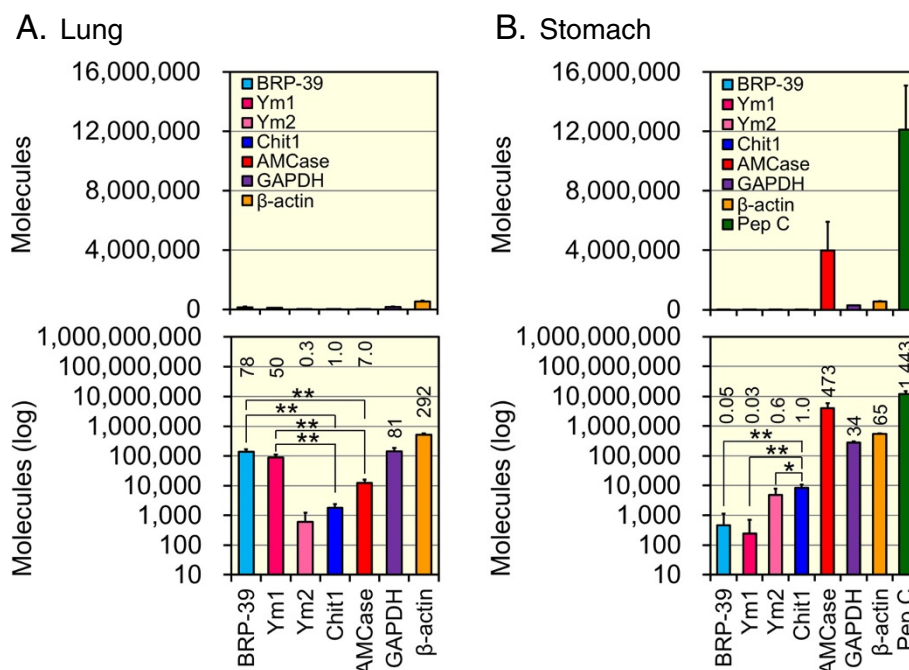 A. Lung
Molecules
16,000,000
12,000,000
8,000,000
4,000,000
0
BRP-39
Ym1
Ym2
Chit1
AMCase
GAPDH
β-actin
Molecules (log)
1,000,000,000
100,000,000
10,000,000
1,000,000
100,000
10,000
1,000
100
10
78 50 0.3 1.0 7.0 81 292
**
**
**
**
BRP-39 Ym1 Ym2 Chit1 AMCase GAPDH β-actin
B. Stomach
Molecules
16,000,000
12,000,000
8,000,000
4,000,000
0
BRP-39
Ym1
Ym2
Chit1
AMCase
GAPDH
β-actin
Pep C
Molecules (log)
1,000,000,000
100,000,000
10,000,000
1,000,000
100,000
10,000
1,000
100
10
0.05 0.03 0.6 1.0 473 34 65 1,443
**
**
*
BRP-39 Ym1 Ym2 Chit1 AMCase GAPDH β-actin Pep C